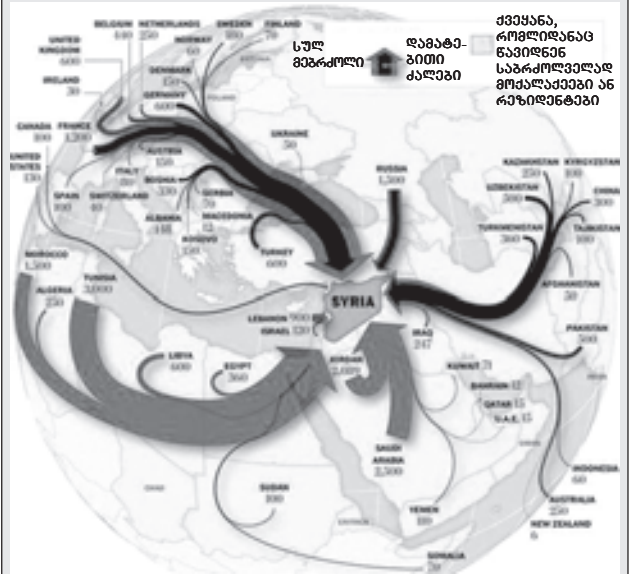 BELGIUM
440
NETHERLANDS
250
SWEDEN
FINLAND
70
NORWAY
60
UNITED
KINGDOM
600
DENMARK
150
GERMANY
600
IRELAND
30
CANADA
100
FRANCE
1,200
UNITED
STATES
130
AUSTRIA
150
ITALY
80
BOSNIA
330
SPAIN
100
SWITZERLAND
40
SERBIA
70
ALBANIA
MACEDONIA
12
KOSOVO
POLAND
UKRAINE
50
RUSSIA
1,500
TURKEY
600
KAZAKHSTAN
250
KYRGYZSTAN
100
UZBEKISTAN
500
CHINA
300
TAJIKISTAN
100
TURKMENISTAN
360
AFGHANISTAN
50
PAKISTAN
500
MOROCCO
1,500
ALGERIA
250
TUNISIA
3,000
SYRIA
LEBANON 900
ISRAEL 120
LIBYA
600
EGYPT
360
JORDAN
2,089
IRAQ
247
KUWAIT 71
BAHRAIN 12
QATAR 15
U.A.E. 15
SAUDI
ARABIA
2,500
SUDAN
100
YEMEN
110
INDONESIA
60
AUSTRALIA
250
NEW ZEALAND
6
SOMALIA
70
CHAD
ERITREA
სულ
მებრძოლი
დამატე-
ბითი
ძალები
ქვეყანა,
რომლიდანაც
წავიდნენ
საბრძოლველად
მოქალაქეები ან
რეზიდენტები